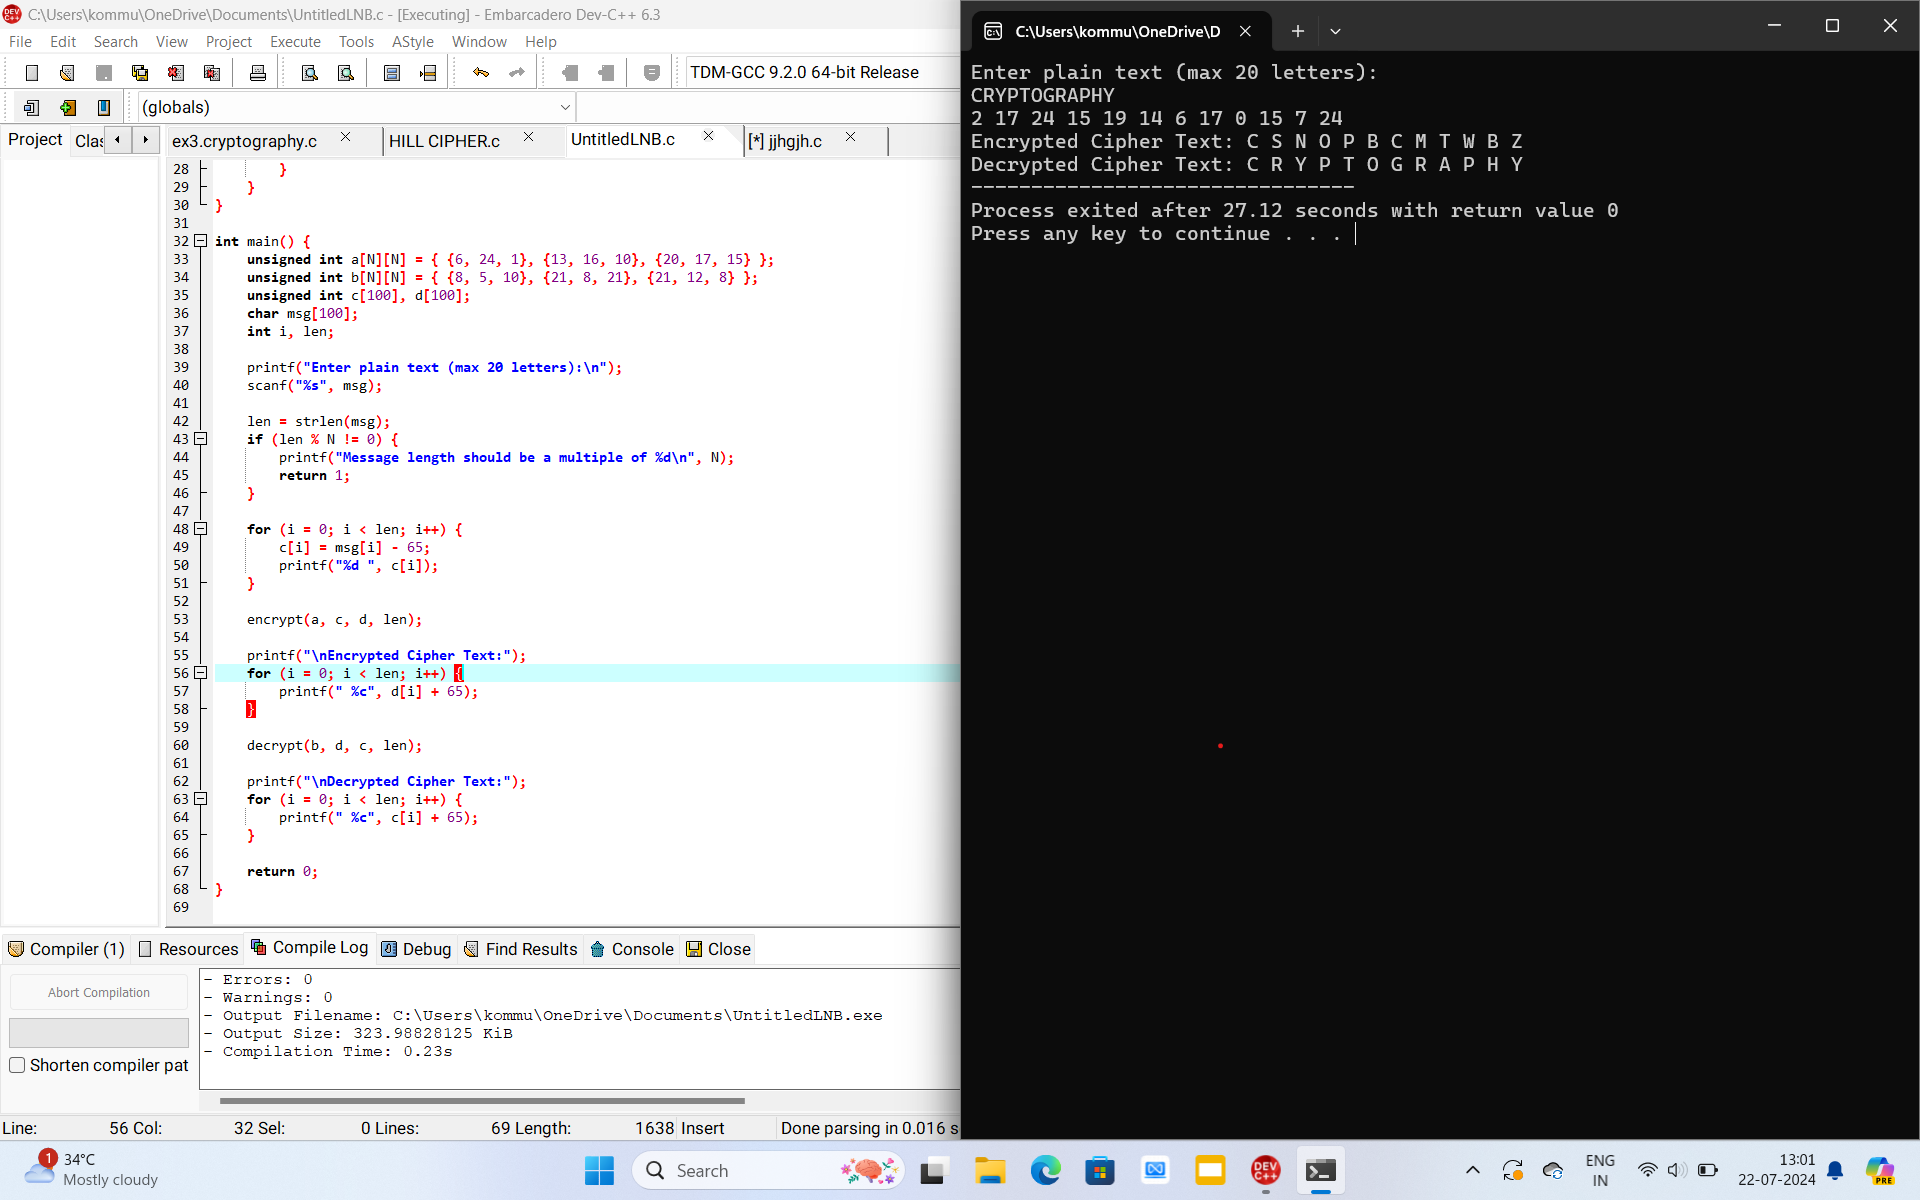 C:\Users\kommu\OneDrive\Documents\UntitledLNB.c - [Executing] - Embarcadero Dev-C++ 6.3
File Edit Search View Project Execute Tools AStyle Window Help
TDM-GCC 9.2.0 64-bit Release
(globals)
Project Clas
ex3.cryptography.c HILL CIPHER.c UntitledLNB.c [*] jjhgjh.c
28 }
29 }
30 }
31
32 int main() {
33 unsigned int a[N][N] = { {6, 24, 1}, {13, 16, 10}, {20, 17, 15} };
34 unsigned int b[N][N] = { {8, 5, 10}, {21, 8, 21}, {21, 12, 8} };
35 unsigned int c[100], d[100];
36 char msg[100];
37 int i, len;
38
39 printf("Enter plain text (max 20 letters):\n");
40 scanf("%s", msg);
41
42 len = strlen(msg);
43 if (len % N != 0) {
44 printf("Message length should be a multiple of %d\n", N);
45 return 1;
46 }
47
48 for (i = 0; i < len; i++) {
49 c[i] = msg[i] - 65;
50 printf("%d ", c[i]);
51 }
52
53 encrypt(a, c, d, len);
54
55 printf("\nEncrypted Cipher Text:");
56 for (i = 0; i < len; i++) {
57 printf(" %c", d[i] + 65);
58 }
59
60 decrypt(b, d, c, len);
61
62 printf("\nDecrypted Cipher Text:");
63 for (i = 0; i < len; i++) {
64 printf(" %c", c[i] + 65);
65 }
66
67 return 0;
68 }
69
Compiler (1) Resources Compile Log Debug Find Results Console Close
Abort Compilation
Shorten compiler pat
- Errors: 0
- Warnings: 0
- Output Filename: C:\Users\kommu\OneDrive\Documents\UntitledLNB.exe
- Output Size: 323.98828125 KiB
- Compilation Time: 0.23s
Line: 56 Col: 32 Sel: 0 Lines: 69 Length: 1638 Insert Done parsing in 0.016 s
C:\Users\kommu\OneDrive\D
Enter plain text (max 20 letters):
CRYPTOGRAPHY
2 17 24 15 19 14 6 17 0 15 7 24
Encrypted Cipher Text: C S N O P B C M T W B Z
Decrypted Cipher Text: C R Y P T O G R A P H Y
--------------------------------
Process exited after 27.12 seconds with return value 0
Press any key to continue . . .
1
34°C
Mostly cloudy
Search
DEV C++
PRE
ENG
IN
13:01
22-07-2024